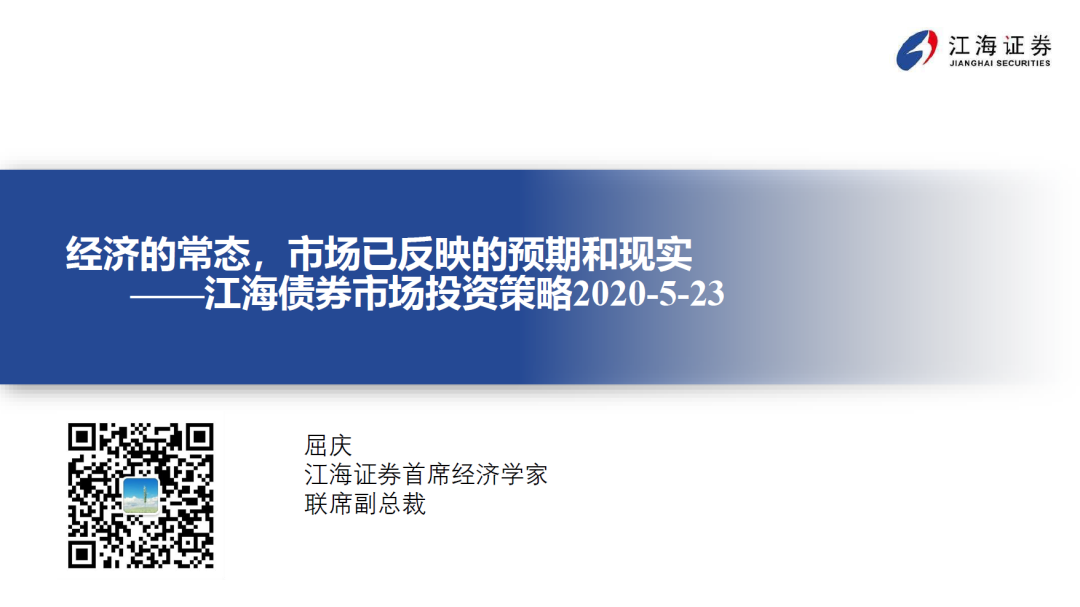 江海证券
JIANGHAI SECURITIES
经济的常态，市场已反映的预期和现实
——江海债券市场投资策略2020-5-23
屈庆
江海证券首席经济学家
联席副总裁